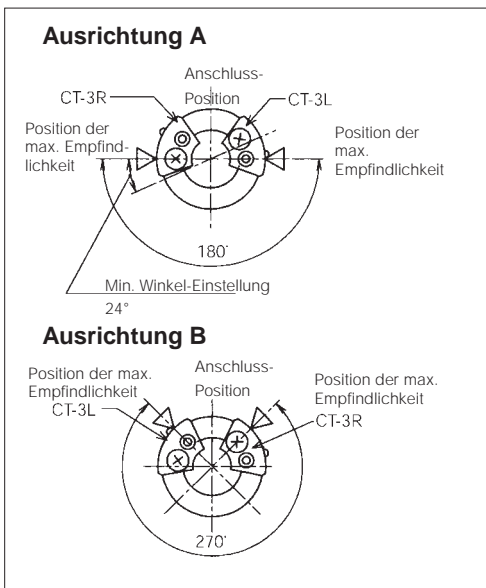 Ausrichtung A
Anschluss-
Position
CT-3R
CT-3L
Position der
max. Empfind-
lichkeit
Position der
max.
Empfindlichkeit
180°
Min. Winkel-Einstellung
24°
Ausrichtung B
Position der max.
Empfindlichkeit
CT-3L
Anschluss-
Position
Position der max.
Empfindlichkeit
CT-3R
270°